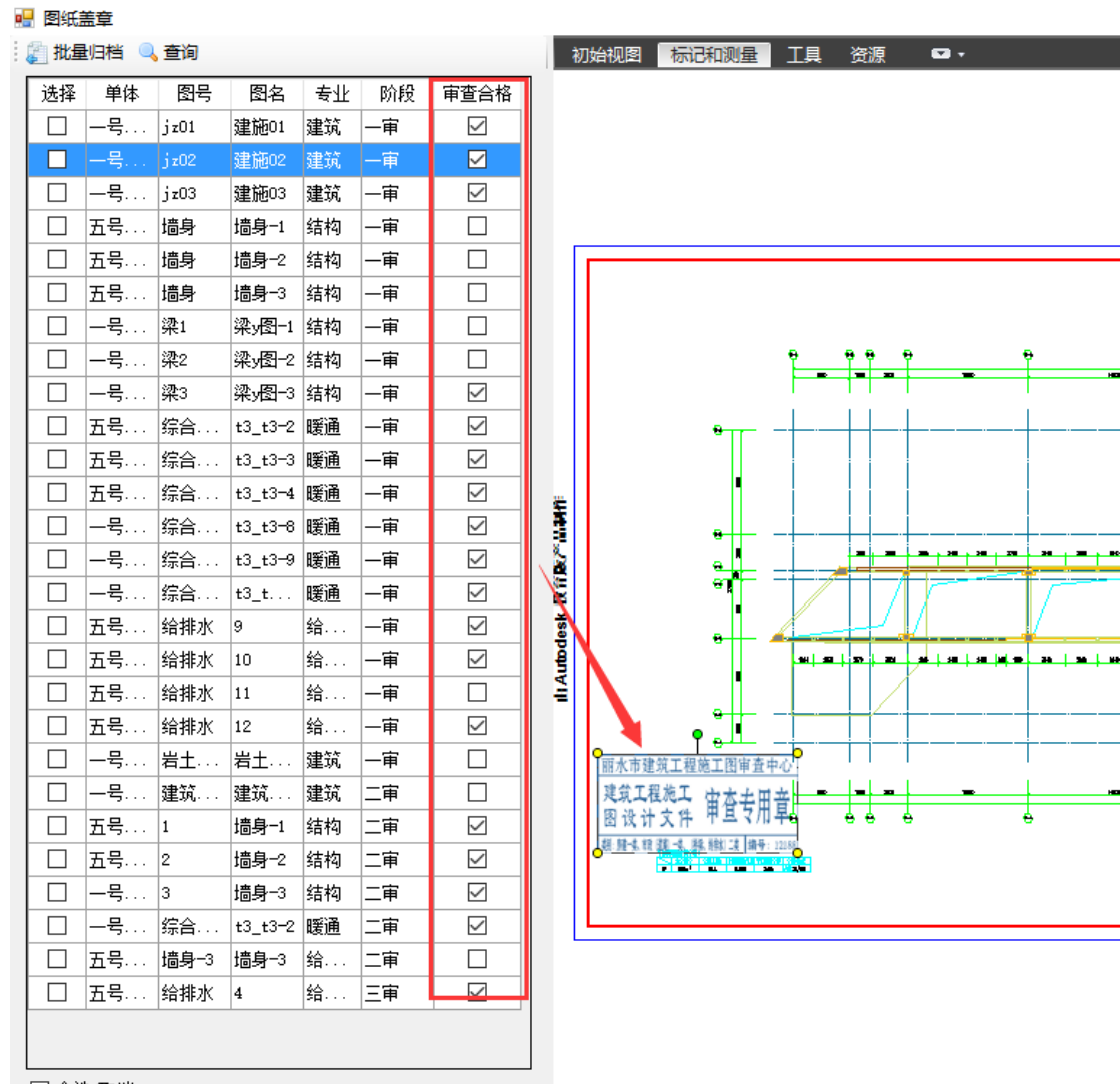 图纸盖章
批量归档 查询
初始视图 标记和测量 工具 资源
选择 单体 图号 图名 专业 阶段 审查合格
一号... jz01 建施01 建筑 一审
一号... jz02 建施02 建筑 一审
一号... jz03 建施03 建筑 一审
五号... 墙身 墙身-1 结构 一审
五号... 墙身 墙身-2 结构 一审
五号... 墙身 墙身-3 结构 一审
一号... 梁1 梁y图-1 结构 一审
一号... 梁2 梁y图-2 结构 一审
一号... 梁3 梁y图-3 结构 一审
五号... 综合... t3_t3-2 暖通 一审
五号... 综合... t3_t3-3 暖通 一审
五号... 综合... t3_t3-4 暖通 一审
一号... 综合... t3_t3-8 暖通 一审
一号... 综合... t3_t3-9 暖通 一审
一号... 综合... t3_t... 暖通 一审
五号... 给排水 9 给... 一审
五号... 给排水 10 给... 一审
五号... 给排水 11 给... 一审
五号... 给排水 12 给... 一审
一号... 岩土... 岩土... 建筑 一审
一号... 建筑... 建筑... 建筑 二审
五号... 1 墙身-1 结构 二审
五号... 2 墙身-2 结构 二审
一号... 3 墙身-3 结构 二审
一号... 综合... t3_t3-2 暖通 二审
五号... 墙身-3 墙身-3 给... 二审
五号... 给排水 4 给... 三审
Autodesk
丽水市建筑工程施工图审查中心
建筑工程施工
图设计文件
审查专用章
编号: